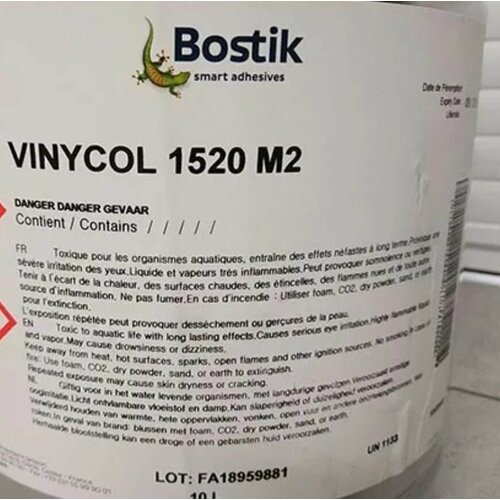 Bostik
smart adhesives
Date de Peremption
Expiry Date
VINYCOL 1520 M2
DANGER DANGER GEVAAR
Contient / Contains / / / / /
FR
Toxique pour les organismes aquatiques, entraîne des effets néfastes à long terme.Provoque une
sévère irritation des yeux.Liquide et vapeurs très inflammables.Peut provoquer somnolence ou vertiges.
Tenir à l'écart de la chaleur, des surfaces chaudes, des étincelles, des flammes nues et de toute autre
source d'inflammation. Ne pas fumer.En cas d'incendie : Utiliser foam, CO2, dry powder, sand, or earth
pour l'extinction.
L'exposition répétée peut provoquer dessèchement ou gerçures de la peau.
EN
Toxic to aquatic life with long lasting effects.Causes serious eye irritation.Highly flammable liquid
and vapor.May cause drowsiness or dizziness.
Keep away from heat, hot surfaces, sparks, open flames and other ignition sources. No smoking.In case of
fire: Use foam, CO2, dry powder, sand, or earth to extinguish.
Repeated exposure may cause skin dryness or cracking.
NL
Giftig voor in het water levende organismen, met langdurige gevolgen.Veroorzaakt ernstige
oogirritatie.Licht ontvlambare vloeistof en damp.Kan slaperigheid of duizeligheid veroorzaken.
Verwijderd houden van warmte, hete oppervlakken, vonken, open vuur en andere
roken.In geval van brand: blussen met foam, CO2, dry powder, sand, or earth.
Herhaalde blootstelling kan een droge of een gebarsten huid veroorzaken.
UN 1133
LOT: FA18959881
10 L